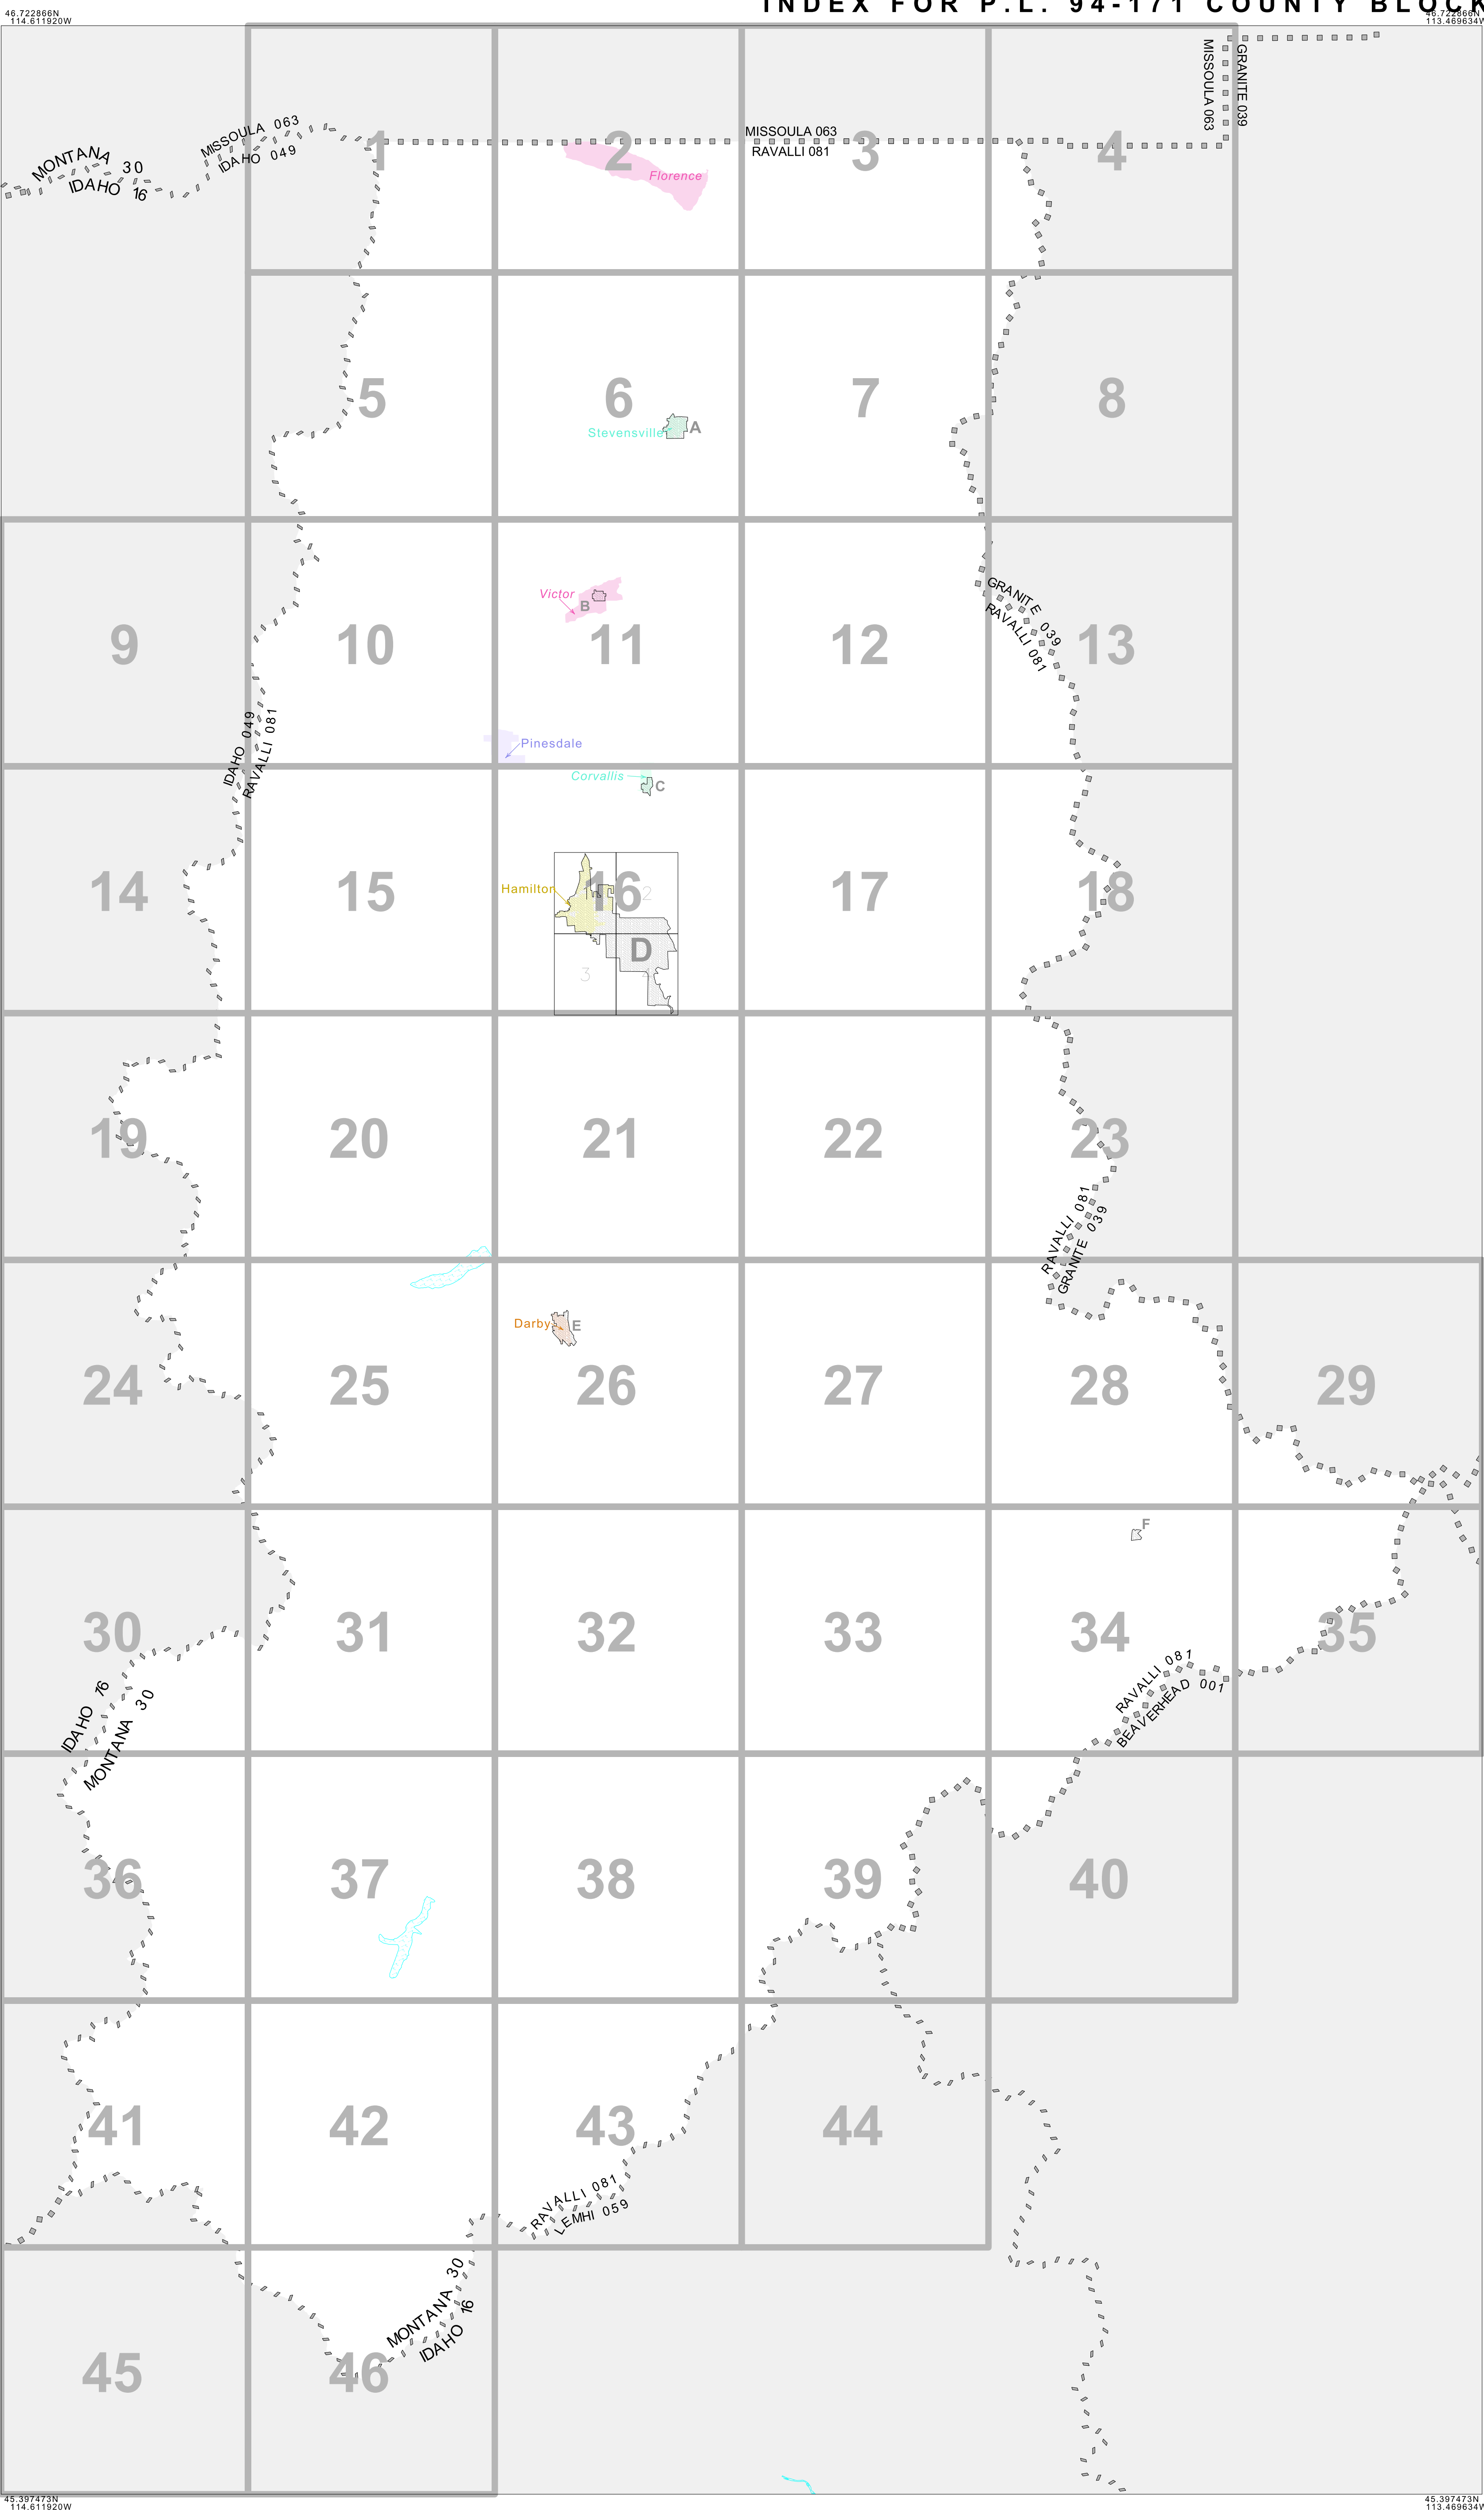 INDEX FOR P.L. 94-171 COUNTY BLOCK
46.722866N
114.611920W
46.722866N
113.469634W
MISSOULA 063
GRANITE 039
MISSOULA 063
IDAHO 049
MONTANA 30
IDAHO 16
MISSOULA 063
RAVALLI 081
1
2
3
4
Florence
5
6
7
8
Stevensville
A
GRANITE 039
RAVALLI 081
Victor
B
9
10
11
12
13
IDAHO 049
RAVALLI 081
Pinesdale
Corvallis
C
Hamilton
14
15
16
2
17
18
D
3
4
19
20
21
22
23
RAVALLI 081
GRANITE 039
Darby
E
24
25
26
27
28
29
F
30
31
32
33
34
35
IDAHO 16
MONTANA 30
RAVALLI 081
BEAVERHEAD 001
36
37
38
39
40
41
42
43
44
RAVALLI 081
LEMHI 059
MONTANA 30
IDAHO 16
45
46
45.397473N
114.611920W
45.397473N
113.469634W